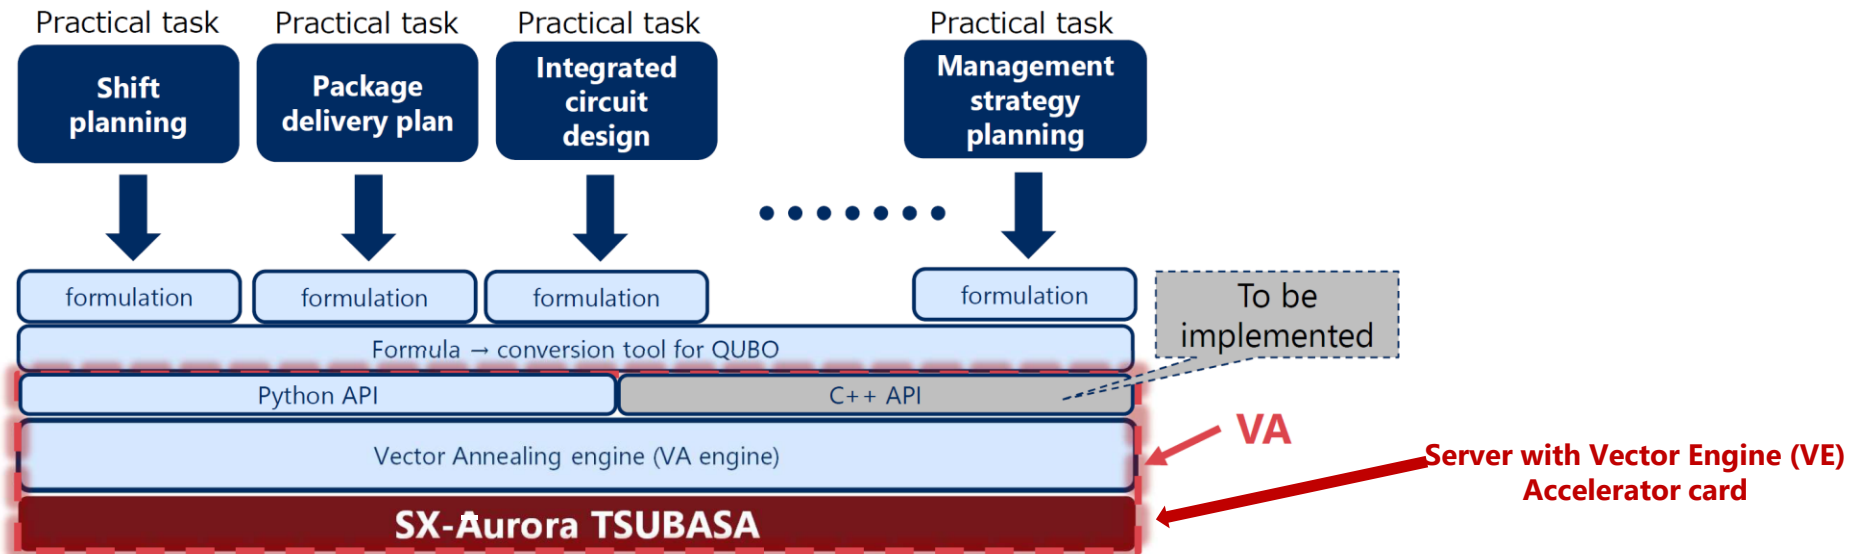 Practical task
Practical task
Practical task
Practical task
Shift
planning
Package
delivery plan
Integrated
circuit
design
Management
strategy
planning
formulation
formulation
formulation
formulation
To be
implemented
Formula → conversion tool for QUBO
Python API
C++ API
Vector Annealing engine (VA engine)
VA
Server with Vector Engine (VE)
Accelerator card
SX-Aurora TSUBASA